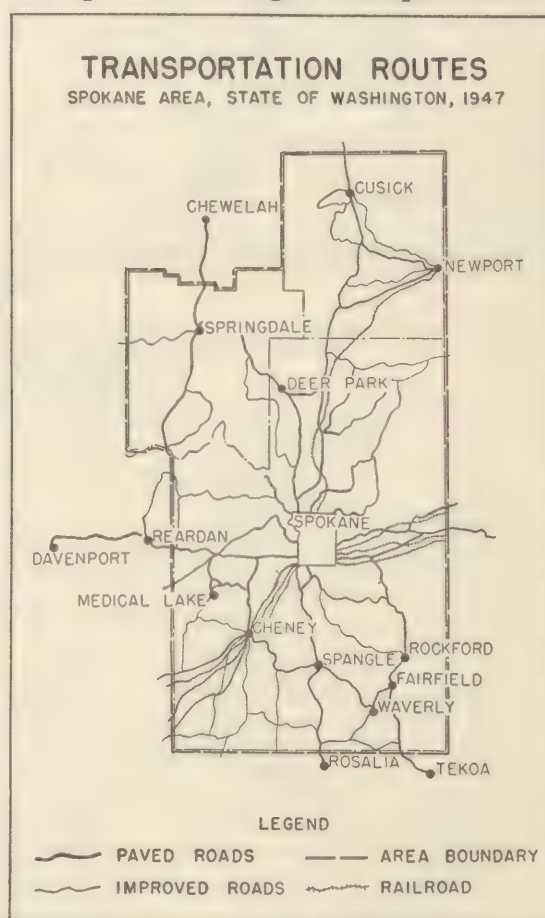 TRANSPORTATION ROUTES
SPOKANE AREA, STATE OF WASHINGTON, 1947
CUSICK
CHEWELAH
NEWPORT
SPRINGDALE
DEER PARK
SPOKANE
REARDAN
DAVENPORT
MEDICAL LAKE
CHENEY
ROCKFORD
SPANGLE
FAIRFIELD
WAVERLY
ROSALIA
TEKOA
LEGEND
PAVED ROADS
AREA BOUNDARY
IMPROVED ROADS
RAILROAD